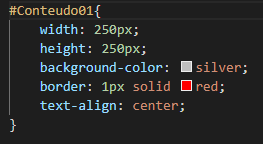 #Conteudo01{
width: 250px;
height: 250px;
background-color: silver;
border: 1px solid red;
text-align: center;
}